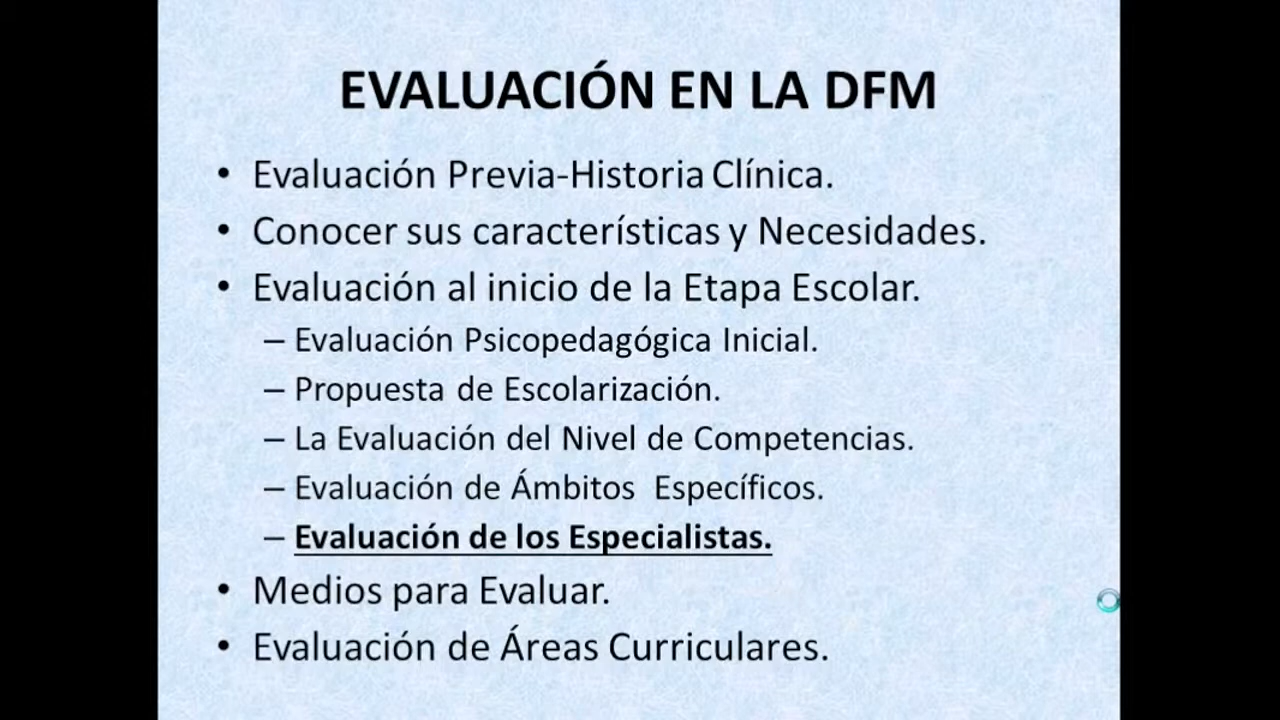 EVALUACIÓN EN LA DFM
• Evaluación Previa-Historia Clínica.
• Conocer sus características y Necesidades.
• Evaluación al inicio de la Etapa Escolar.
– Evaluación Psicopedagógica Inicial.
– Propuesta de Escolarización.
– La Evaluación del Nivel de Competencias.
– Evaluación de Ámbitos Específicos.
– Evaluación de los Especialistas.
• Medios para Evaluar.
• Evaluación de Áreas Curriculares.